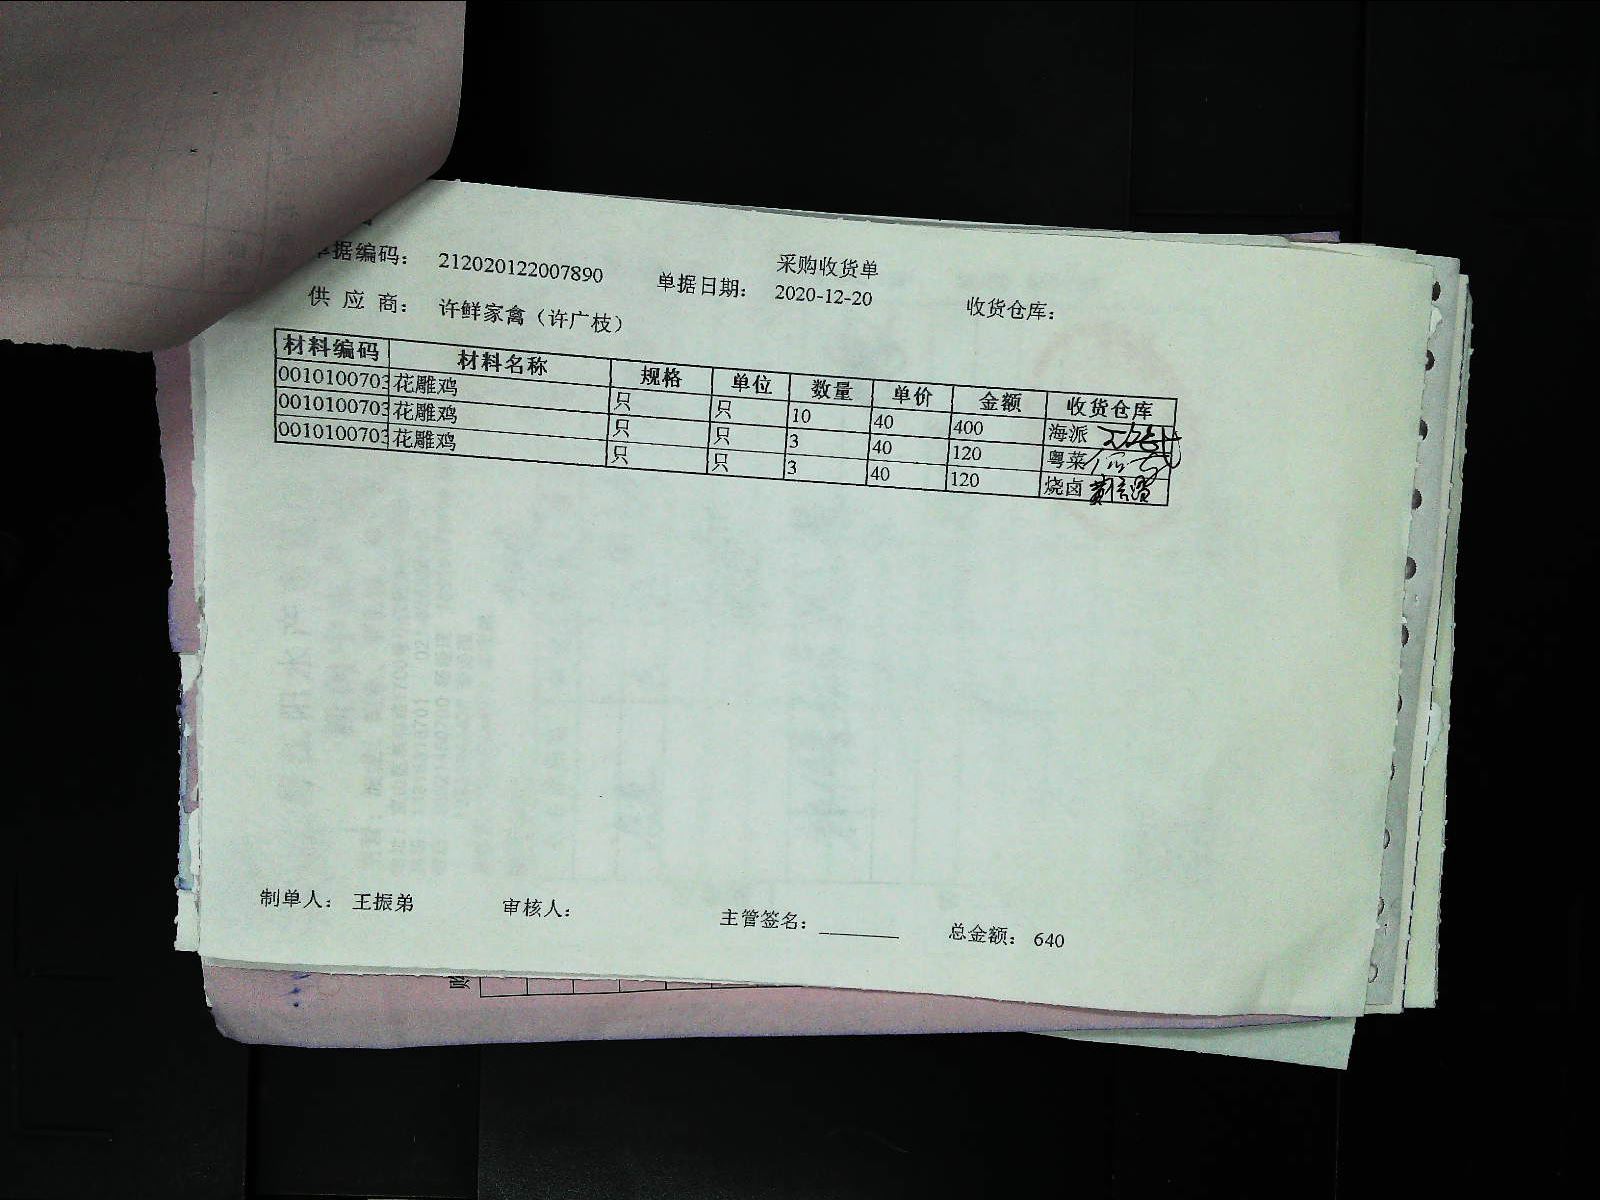 采购收货单
单据编码： 212020122007890 单据日期： 2020-12-20 收货仓库：
供 应 商： 许鲜家禽（许广枝）
材料编码 材料名称 规格 单位 数量 单价 金额 收货仓库
0010100703 花雕鸡 只 只 10 40 400 海派
0010100703 花雕鸡 只 只 3 40 120 粤菜
0010100703 花雕鸡 只 只 3 40 120 烧卤
制单人： 王振弟 审核人： 主管签名： 总金额： 640